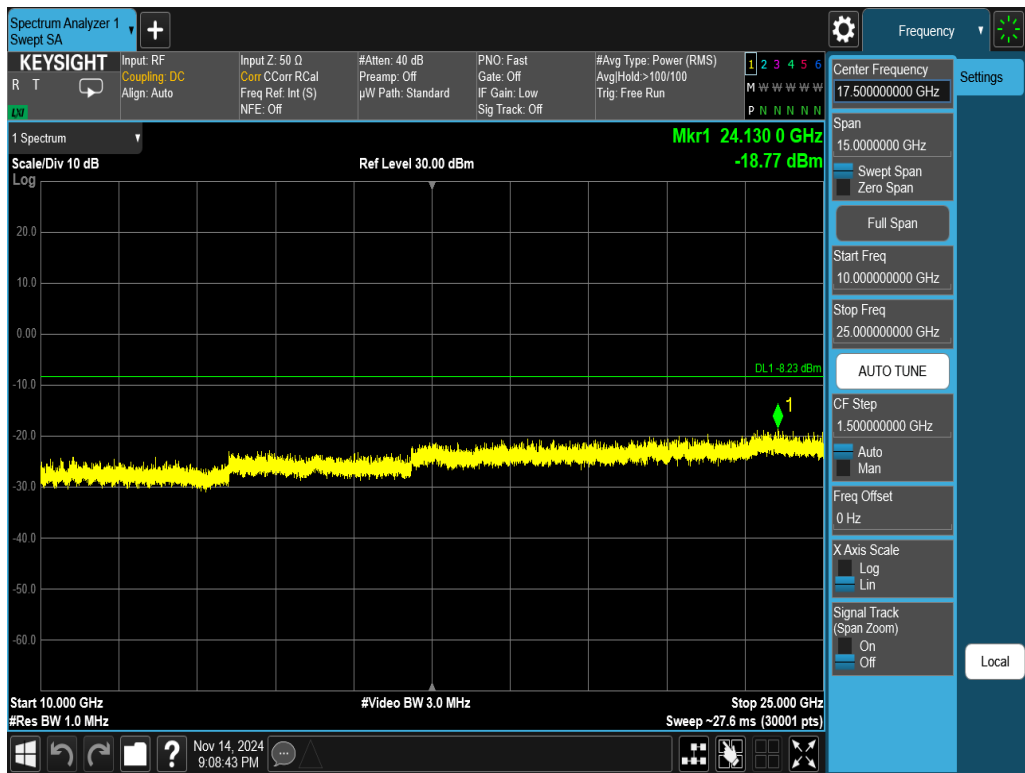 Spectrum Analyzer 1
Swept SA
+
Frequency
KEYSIGHT
R T
LXI
Input: RF
Coupling: DC
Align: Auto
Input Z: 50 Ω
Corr CCorr RCal
Freq Ref: Int (S)
NFE: Off
#Atten: 40 dB
Preamp: Off
µW Path: Standard
PNO: Fast
Gate: Off
IF Gain: Low
Sig Track: Off
#Avg Type: Power (RMS)
Avg|Hold:>100/100
Trig: Free Run
1 2 3 4 5 6
M W W W W W
P N N N N N
1 Spectrum
Mkr1 24.130 0 GHz
-18.77 dBm
Scale/Div 10 dB
Ref Level 30.00 dBm
Log
20.0
10.0
0.00
-10.0
-20.0
-30.0
-40.0
-50.0
-60.0
DL1 -8.23 dBm
1
Start 10.000 GHz
#Video BW 3.0 MHz
Stop 25.000 GHz
#Res BW 1.0 MHz
Sweep ~27.6 ms (30001 pts)
Center Frequency
17.500000000 GHz
Span
15.0000000 GHz
Swept Span
Zero Span
Full Span
Start Freq
10.000000000 GHz
Stop Freq
25.000000000 GHz
AUTO TUNE
CF Step
1.500000000 GHz
Auto
Man
Freq Offset
0 Hz
X Axis Scale
Log
Lin
Signal Track
(Span Zoom)
On
Off
Settings
Local
?
Nov 14, 2024
9:08:43 PM